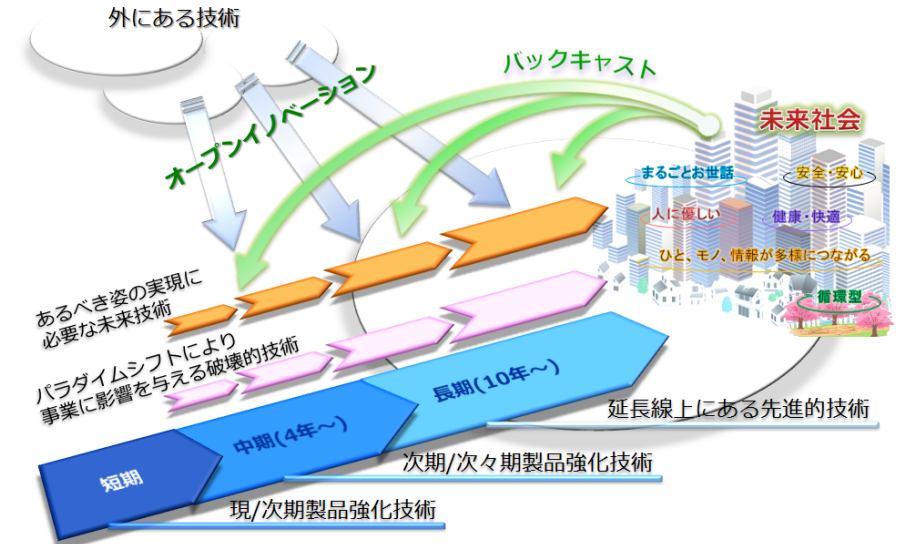 外にある技術
オープンイノベーション
バックキャスト
未来社会
まるごとお世話
安全・安心
人に優しい
健康・快適
ひと、モノ、情報が多様につながる
循環型
あるべき姿の実現に
必要な未来技術
パラダイムシフトにより
事業に影響を与える破壊的技術
長期(10年～)
中期(4年～)
短期
延長線上にある先進的技術
次期/次々期製品強化技術
現/次期製品強化技術